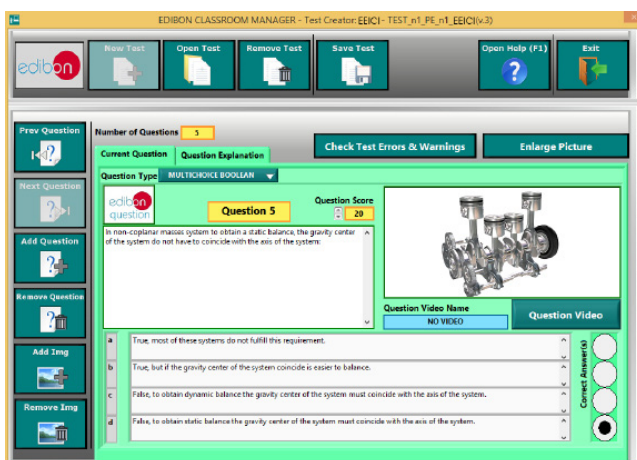 EDIBON CLASSROOM MANAGER - Test Creator: EEICI - TEST_n1_PE_n1_EEICI(v.3)
edibon
New Test
Open Test
Remove Test
Save Test
Open Help (F1)
Exit
Prev Question
Next Question
Add Question
Remove Question
Add Img
Remove Img
Number of Questions 5
Check Test Errors & Warnings
Enlarge Picture
Current Question
Question Explanation
Question Type MULTICHOICE BOOLEAN
edibon
question
Question 5
Question Score
20
In non-coplanar masses system to obtain a static balance, the gravity center
of the system do not have to coincide with the axis of the system:
Question Video Name
NO VIDEO
Question Video
a True, most of these systems do not fulfill this requirement.
b True, but if the gravity center of the system coincide is easier to balance.
c False, to obtain dynamic balance the gravity center of the system must coincide with the axis of the system.
d False, to obtain static balance the gravity center of the system must coincide with the axis of the system.
Correct Answer(s)